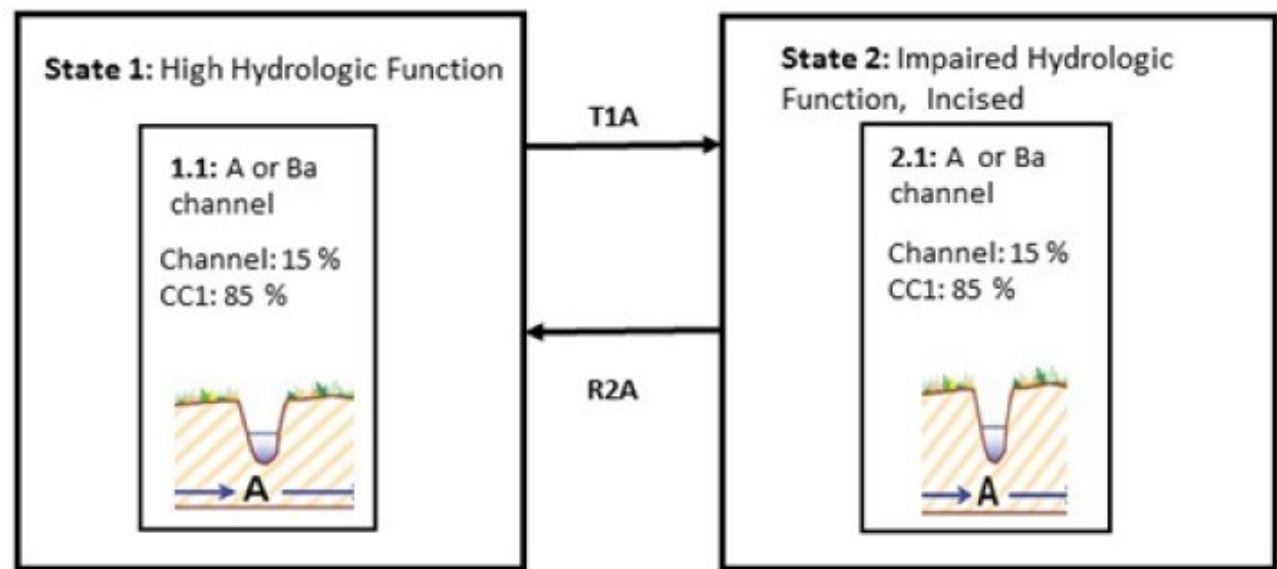 State 1: High Hydrologic Function
1.1: A or Ba
channel
Channel: 15 %
CC1: 85 %
A
T1A
R2A
State 2: Impaired Hydrologic
Function, Incised
2.1: A or Ba
channel
Channel: 15 %
CC1: 85 %
A